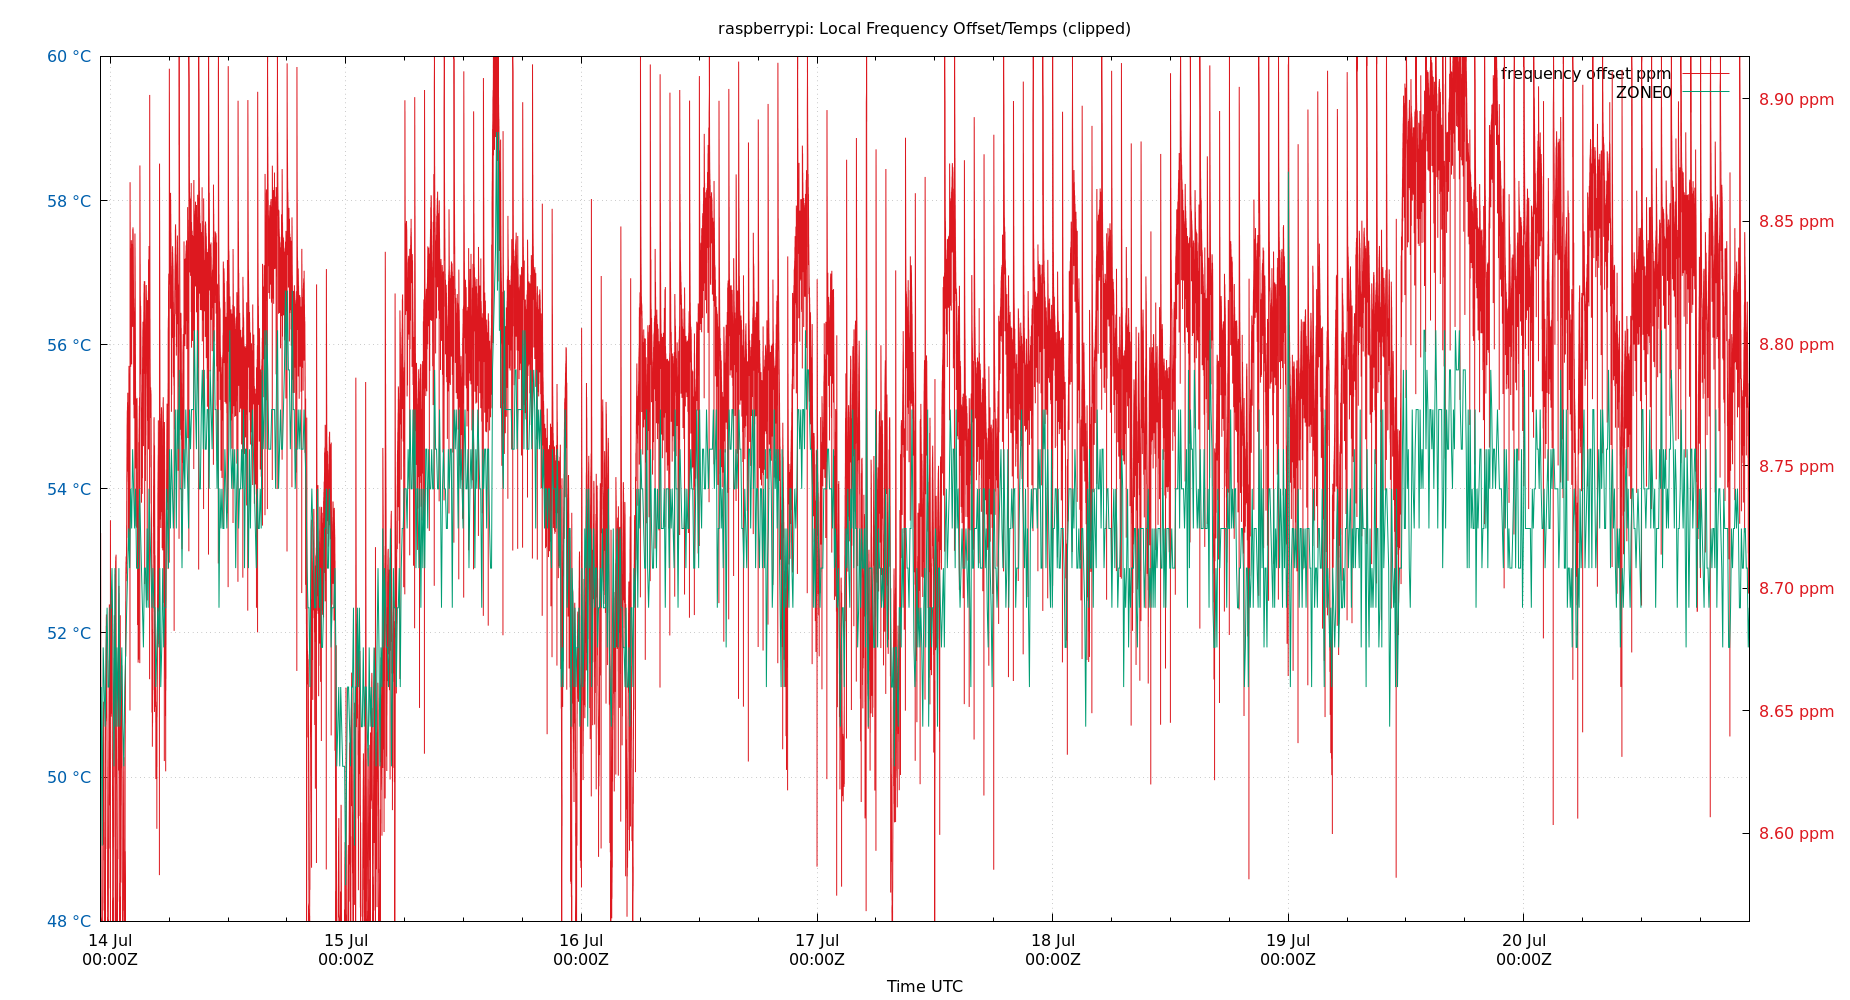 raspberrypi: Local Frequency Offset/Temps (clipped)
60 °C
58 °C
56 °C
54 °C
52 °C
50 °C
48 °C
frequency offset ppm
ZONE0
8.90 ppm
8.85 ppm
8.80 ppm
8.75 ppm
8.70 ppm
8.65 ppm
8.60 ppm
14 Jul 15 Jul 16 Jul 17 Jul 18 Jul 19 Jul 20 Jul
00:00Z 00:00Z 00:00Z 00:00Z 00:00Z 00:00Z 00:00Z
Time UTC